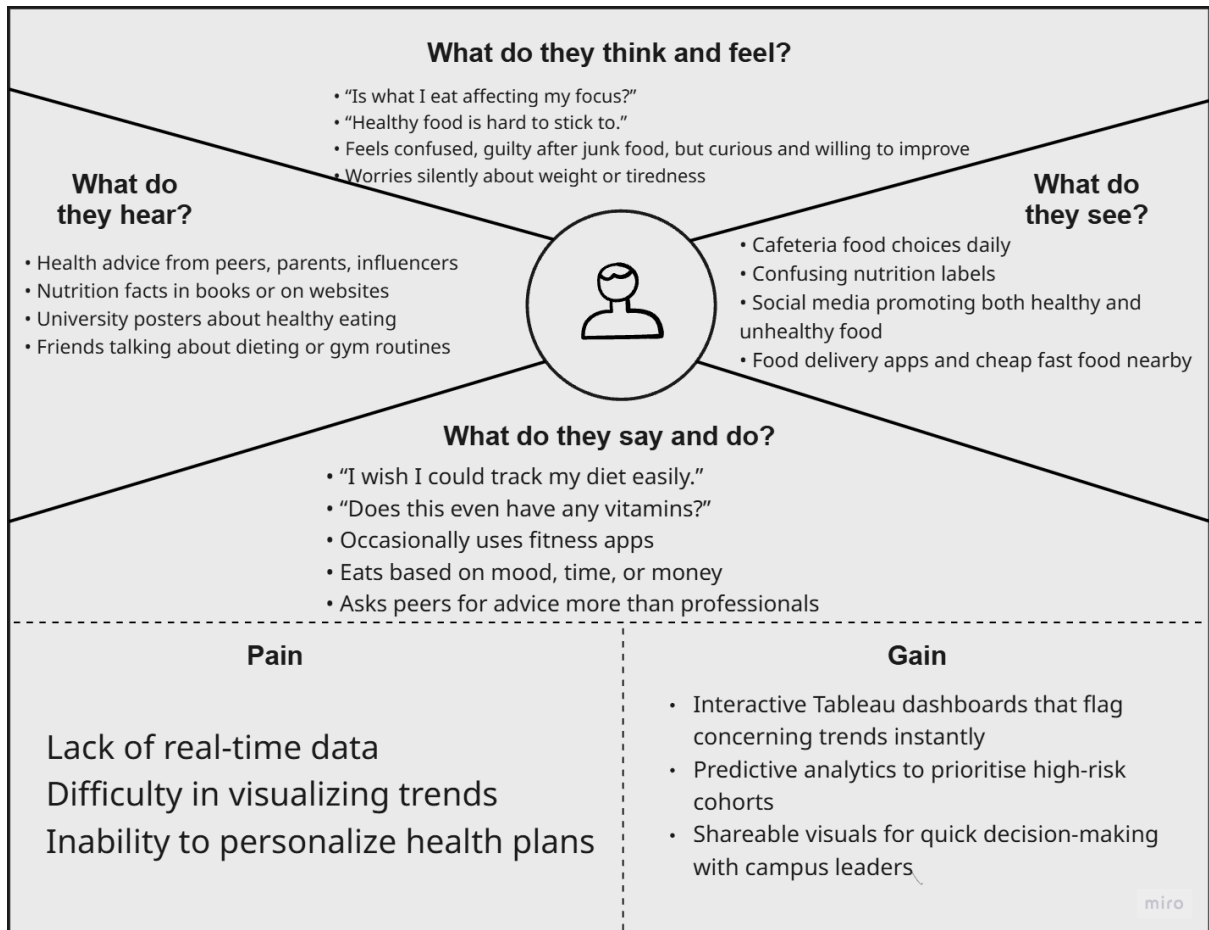 What do they think and feel?
• “Is what I eat affecting my focus?”
• “Healthy food is hard to stick to.”
• Feels confused, guilty after junk food, but curious and willing to improve
• Worries silently about weight or tiredness
What do
they hear?
• Health advice from peers, parents, influencers
• Nutrition facts in books or on websites
• University posters about healthy eating
• Friends talking about dieting or gym routines
What do
they see?
• Cafeteria food choices daily
• Confusing nutrition labels
• Social media promoting both healthy and
unhealthy food
• Food delivery apps and cheap fast food nearby
What do they say and do?
• “I wish I could track my diet easily.”
• “Does this even have any vitamins?”
• Occasionally uses fitness apps
• Eats based on mood, time, or money
• Asks peers for advice more than professionals
Pain
Lack of real-time data
Difficulty in visualizing trends
Inability to personalize health plans
Gain
• Interactive Tableau dashboards that flag
concerning trends instantly
• Predictive analytics to prioritise high-risk
cohorts
• Shareable visuals for quick decision-making
with campus leaders
miro